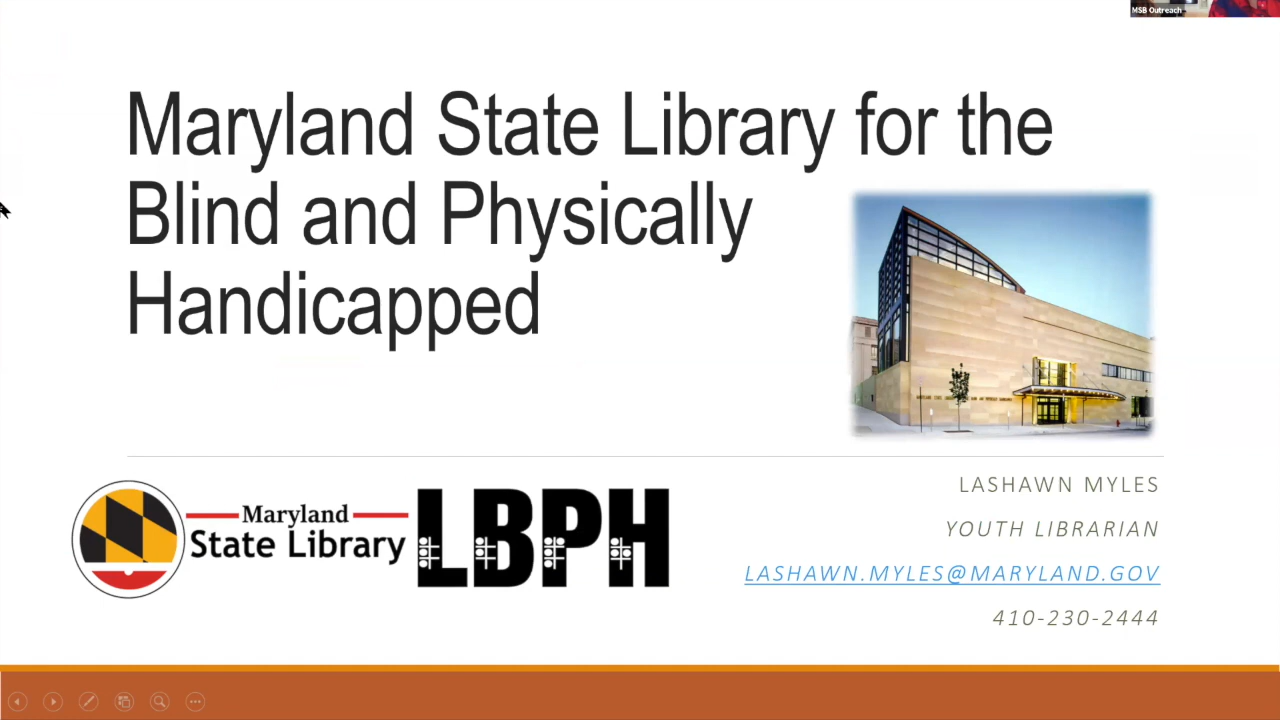 MSB Outreach
Maryland State Library for the
Blind and Physically
Handicapped
Maryland
State Library
LBPH
LASHAWN MYLES
YOUTH LIBRARIAN
LASHAWN.MYLES@MARYLAND.GOV
410-230-2444